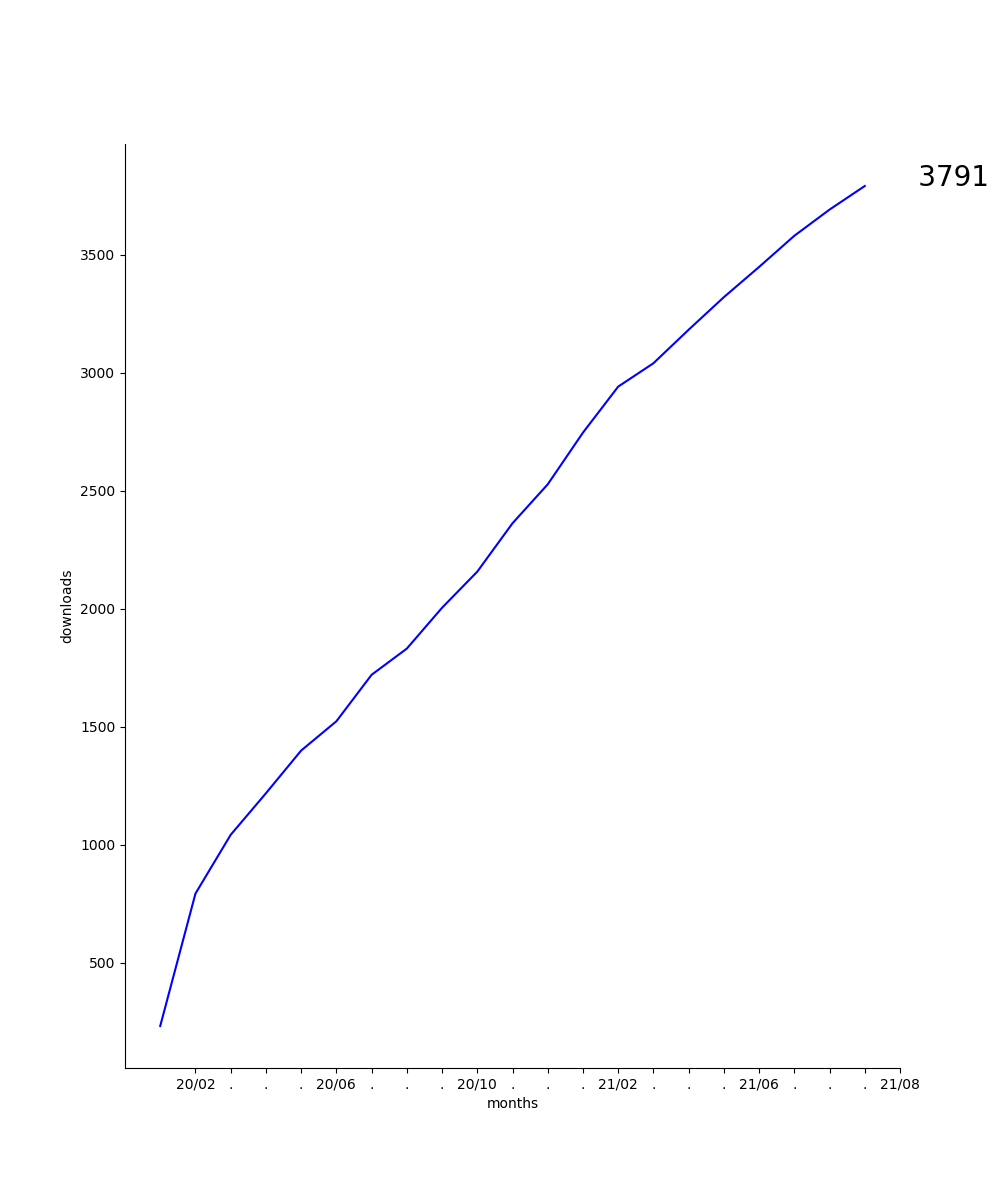 3791
3500
3000
2500
2000
1500
1000
500
downloads
20/02 . . . 20/06 . . . 20/10 . . . 21/02 . . . 21/06 . . . 21/08
months